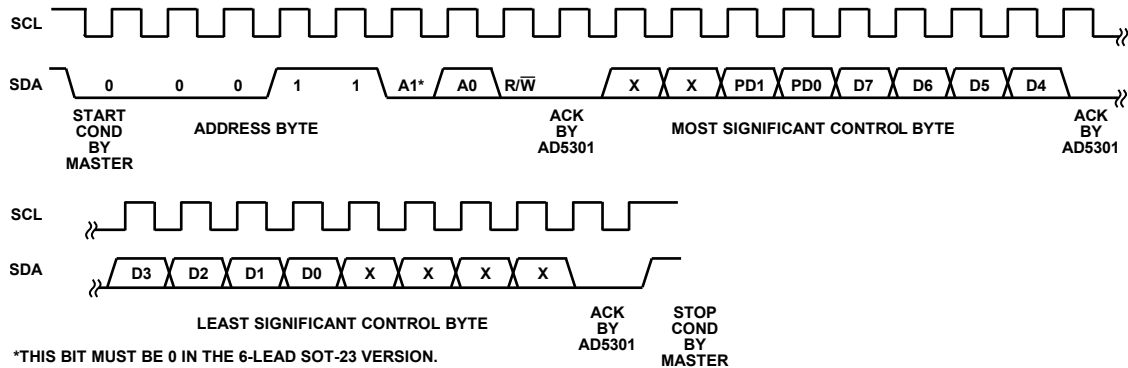 SCL
SDA 0 0 0 1 1 A1* A0 R/W̅ X X PD1 PD0 D7 D6 D5 D4
START
COND
BY
MASTER
ADDRESS BYTE
ACK
BY
AD5301
MOST SIGNIFICANT CONTROL BYTE
ACK
BY
AD5301
SCL
SDA D3 D2 D1 D0 X X X X
LEAST SIGNIFICANT CONTROL BYTE
ACK
BY
AD5301
STOP
COND
BY
MASTER
*THIS BIT MUST BE 0 IN THE 6-LEAD SOT-23 VERSION.